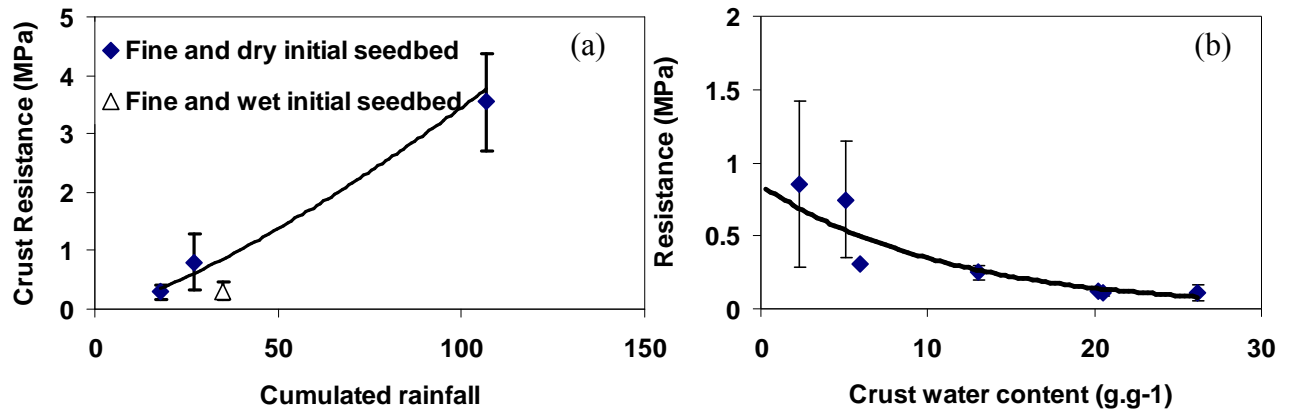 (a)
Crust Resistance (MPa)
5
4
3
2
1
0
Fine and dry initial seedbed
Fine and wet initial seedbed
0 50 100 150
Cumulated rainfall
(b)
Resistance (MPa)
2
1.5
1
0.5
0
0 10 20 30
Crust water content (g.g-1)